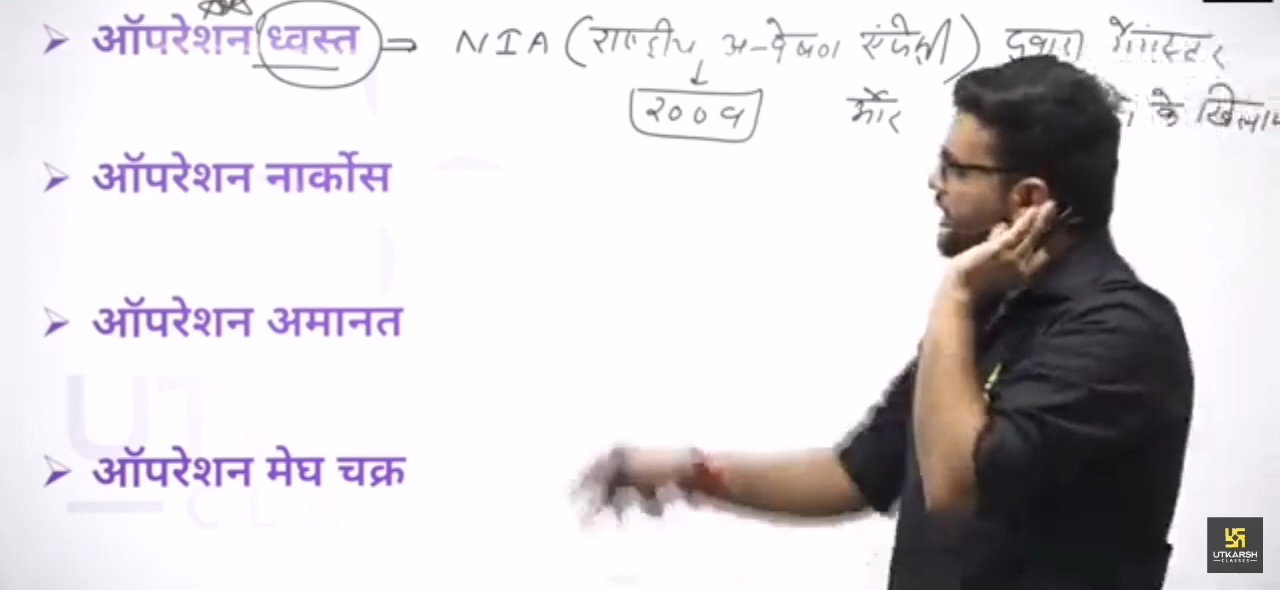 ➢ ऑपरेशन ध्वस्त ⇒ NIA (राष्ट्रीय अन्वेषण एजेंसी) द्वारा गैंगस्टर
२००९ और के खिलाफ
➢ ऑपरेशन नार्कोस
➢ ऑपरेशन अमानत
➢ ऑपरेशन मेघ चक्र
UTKARSH
CLASSES